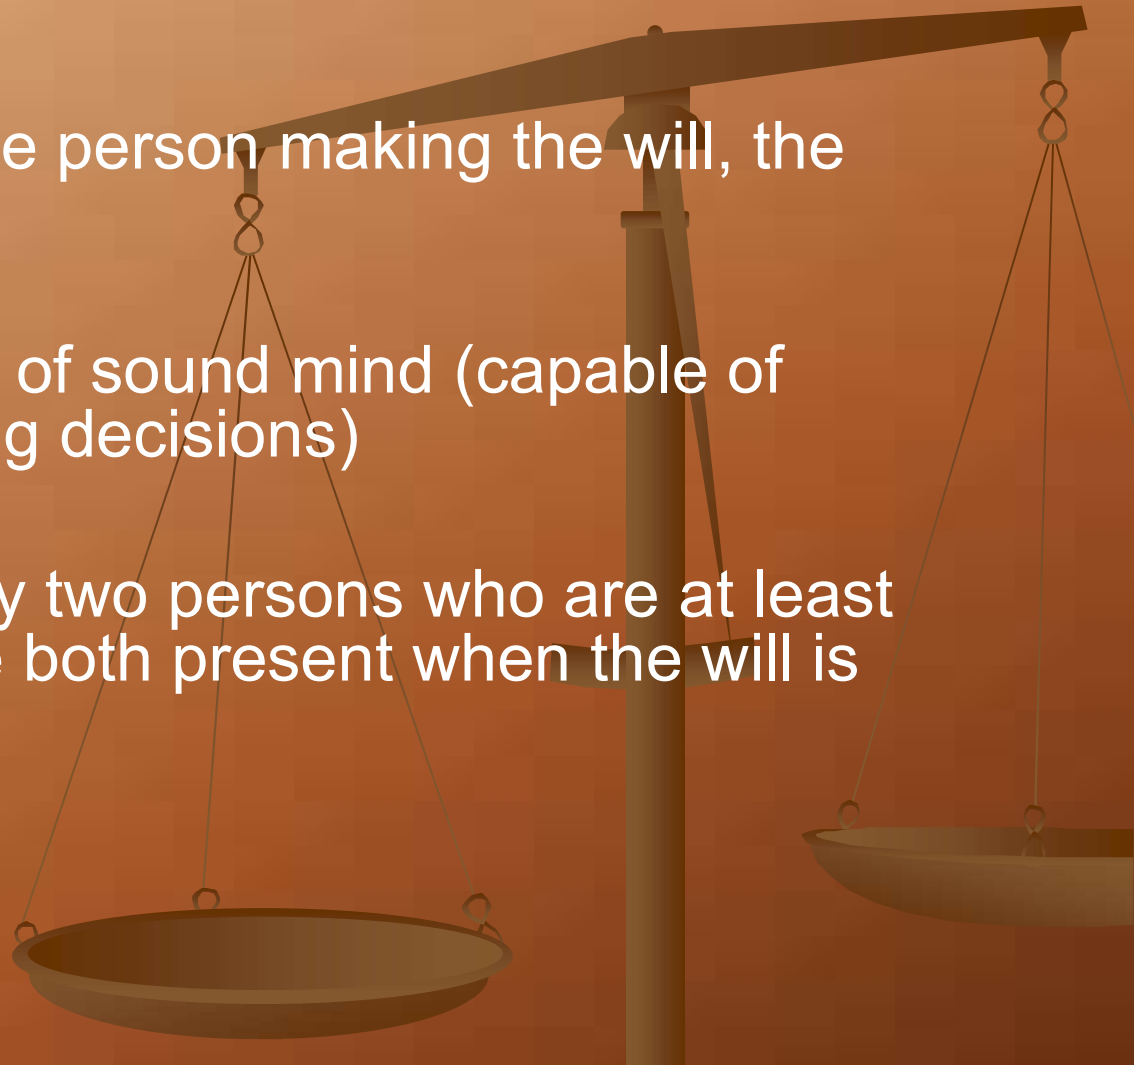 e person making the will, the
of sound mind (capable of
g decisions)
y two persons who are at least
e both present when the will is